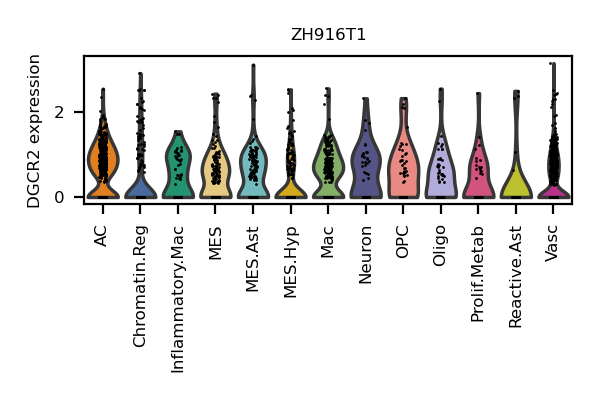 ZH916T1
DGCR2 expression
2
0
AC
Chromatin.Reg
Inflammatory.Mac
MES
MES.Ast
MES.Hyp
Mac
Neuron
OPC
Oligo
Prolif.Metab
Reactive.Ast
Vasc